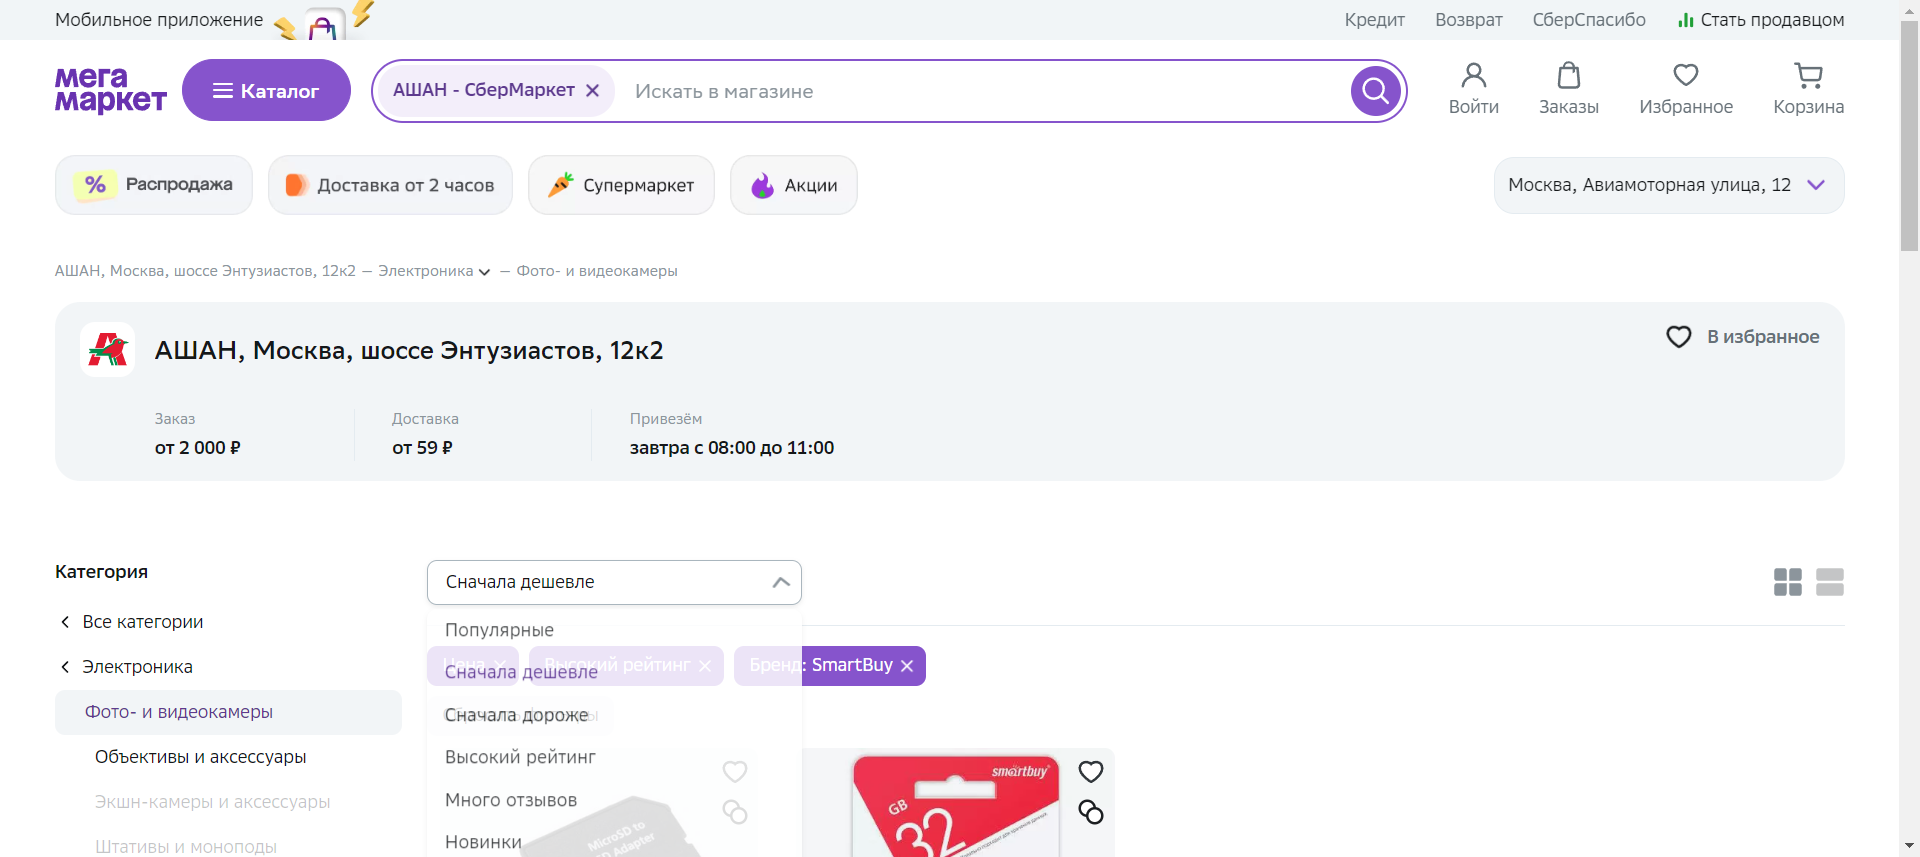 Мобильное приложение
Кредит Возврат СберСпасибо Стать продавцом
мега маркет
Каталог
АШАН - СберМаркет
Искать в магазине
Войти Заказы Избранное Корзина
% Распродажа
Доставка от 2 часов
Супермаркет
Акции
Москва, Авиамоторная улица, 12
АШАН, Москва, шоссе Энтузиастов, 12к2 — Электроника — Фото- и видеокамеры
АШАН, Москва, шоссе Энтузиастов, 12к2
В избранное
Заказ Доставка Привезём
от 2 000 ₽ от 59 ₽ завтра с 08:00 до 11:00
Категория
Все категории
Электроника
Фото- и видеокамеры
Объективы и аксессуары
Экшн-камеры и аксессуары
Штативы и моноподы
Сначала дешевле
Популярные
Цена Высокий рейтинг Бренд: SmartBuy
Сначала дешевле
Сначала дороже
Высокий рейтинг
Много отзывов
Новинки
MicroSD to
SD Adapter
smartbuy
GB
32